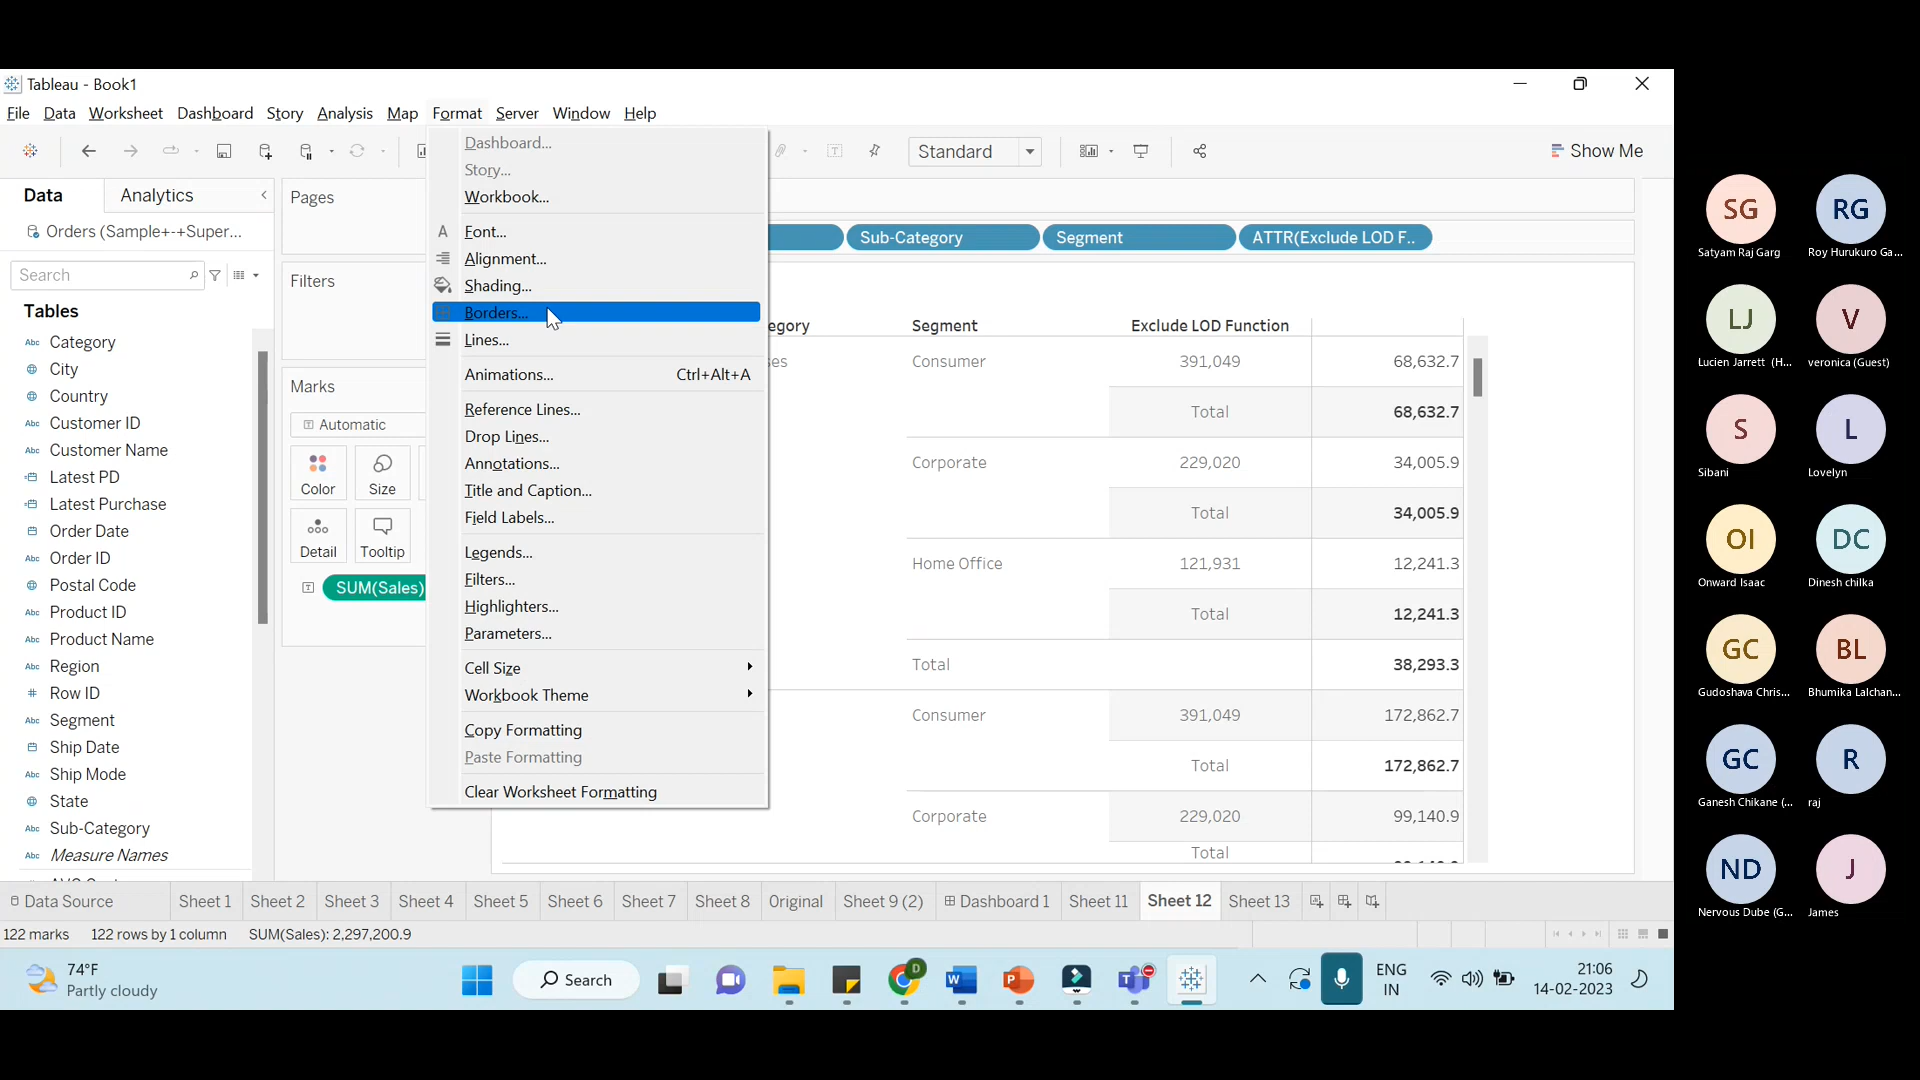 Tableau - Book1
File Data Worksheet Dashboard Story Analysis Map Format Server Window Help
Standard
Show Me
Data
Analytics
Orders (Sample+-+Super...
Search
Tables
Category
City
Country
Customer ID
Customer Name
Latest PD
Latest Purchase
Order Date
Order ID
Postal Code
Product ID
Product Name
Region
Row ID
Segment
Ship Date
Ship Mode
State
Sub-Category
Measure Names
Pages
Filters
Marks
Automatic
Color
Size
Detail
Tooltip
SUM(Sales)
Dashboard...
Story...
Workbook...
Font...
Alignment...
Shading...
Borders...
Lines...
Animations... Ctrl+Alt+A
Reference Lines...
Drop Lines...
Annotations...
Title and Caption...
Field Labels...
Legends...
Filters...
Highlighters...
Parameters...
Cell Size
Workbook Theme
Copy Formatting
Paste Formatting
Clear Worksheet Formatting
Sub-Category Segment ATTR(Exclude LOD F..
egory Segment Exclude LOD Function
es Consumer 391,049 68,632.7
Total 68,632.7
Corporate 229,020 34,005.9
Total 34,005.9
Home Office 121,931 12,241.3
Total 12,241.3
Total 38,293.3
Consumer 391,049 172,862.7
Total 172,862.7
Corporate 229,020 99,140.9
Total
Data Source Sheet 1 Sheet 2 Sheet 3 Sheet 4 Sheet 5 Sheet 6 Sheet 7 Sheet 8 Original Sheet 9 (2) Dashboard 1 Sheet 11 Sheet 12 Sheet 13
122 marks 122 rows by 1 column SUM(Sales): 2,297,200.9
74°F
Partly cloudy
Search
ENG
IN
21:06
14-02-2023
SG RG
Satyam Raj Garg Roy Hurukuro Ga...
LJ V
Lucien Jarrett (H... veronica (Guest)
S L
Sibani Lovelyn
OI DC
Onward Isaac Dinesh chilka
GC BL
Gudoshava Chris... Bhumika Lalchan...
GC R
Ganesh Chikane (... raj
ND J
Nervous Dube (G... James